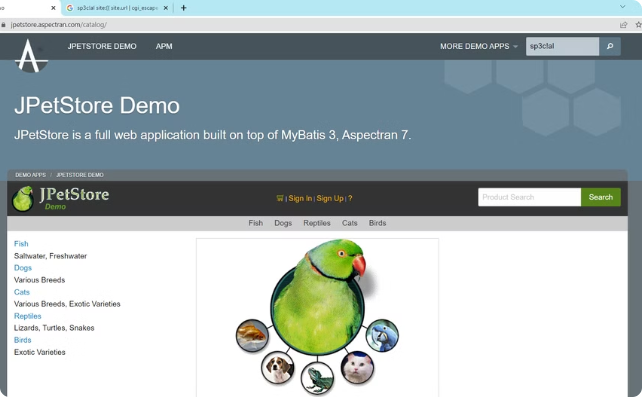 sp3c!al site:{{ site.url | cgi_escape
jpetstore.aspectran.com/catalog/
JPETSTORE DEMO APM MORE DEMO APPS sp3c!al
JPetStore Demo
JPetStore is a full web application built on top of MyBatis 3, Aspectran 7.
DEMO APPS JPETSTORE DEMO
JPetStore
Demo
| Sign In | Sign Up | ?
Product Search Search
Fish Dogs Reptiles Cats Birds
Fish
Saltwater, Freshwater
Dogs
Various Breeds
Cats
Various Breeds, Exotic Varieties
Reptiles
Lizards, Turtles, Snakes
Birds
Exotic Varieties